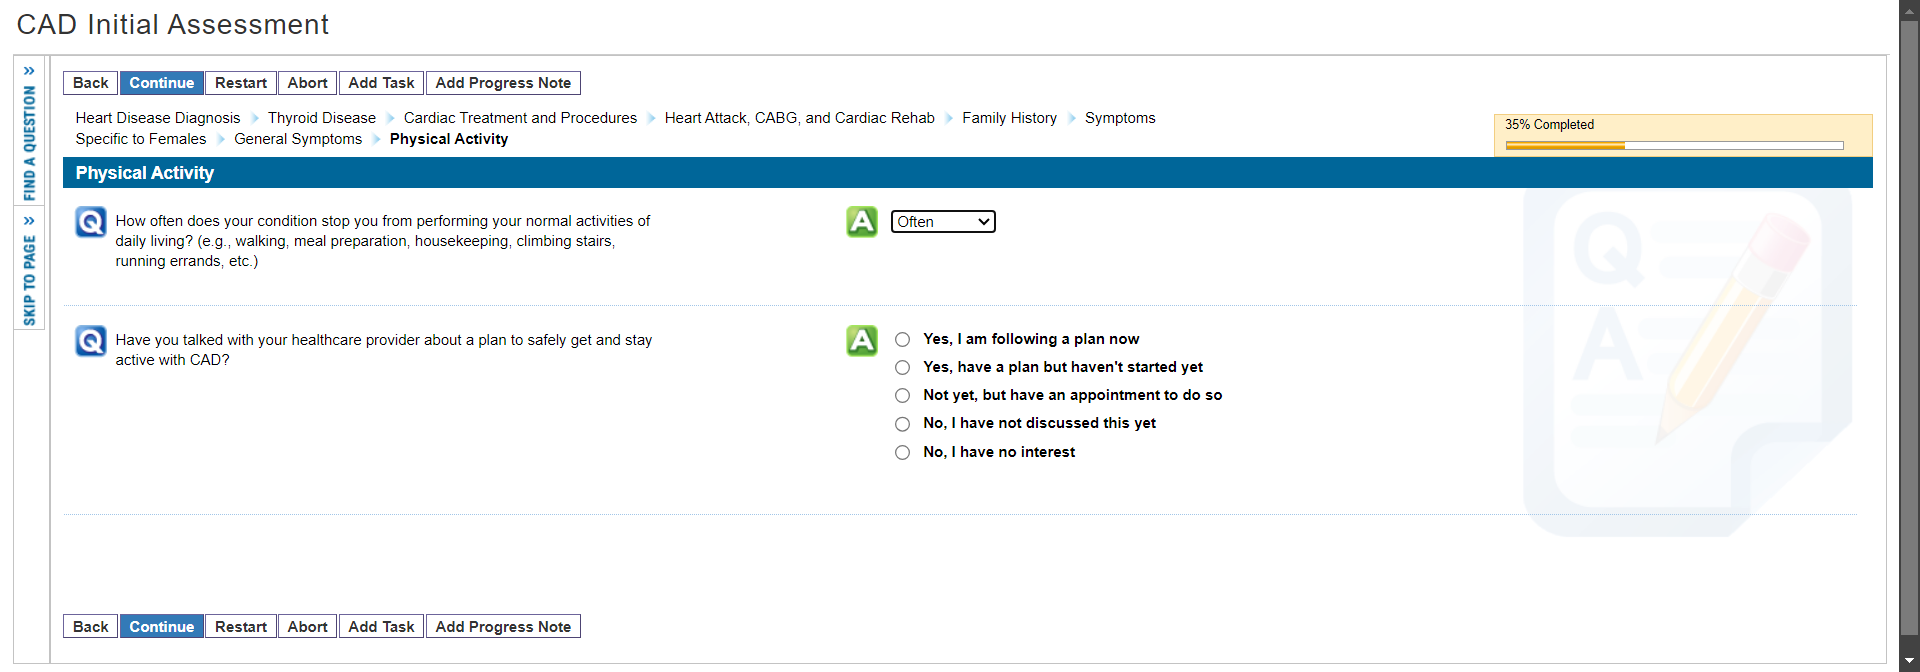 CAD Initial Assessment
» FIND A QUESTION
» SKIP TO PAGE
Back Continue Restart Abort Add Task Add Progress Note
Heart Disease Diagnosis Thyroid Disease Cardiac Treatment and Procedures Heart Attack, CABG, and Cardiac Rehab Family History Symptoms
Specific to Females General Symptoms Physical Activity
35% Completed
Physical Activity
Q How often does your condition stop you from performing your normal activities of
daily living? (e.g., walking, meal preparation, housekeeping, climbing stairs,
running errands, etc.)
A Often
Q Have you talked with your healthcare provider about a plan to safely get and stay
active with CAD?
A Yes, I am following a plan now
Yes, have a plan but haven't started yet
Not yet, but have an appointment to do so
No, I have not discussed this yet
No, I have no interest
Q
A
Back Continue Restart Abort Add Task Add Progress Note